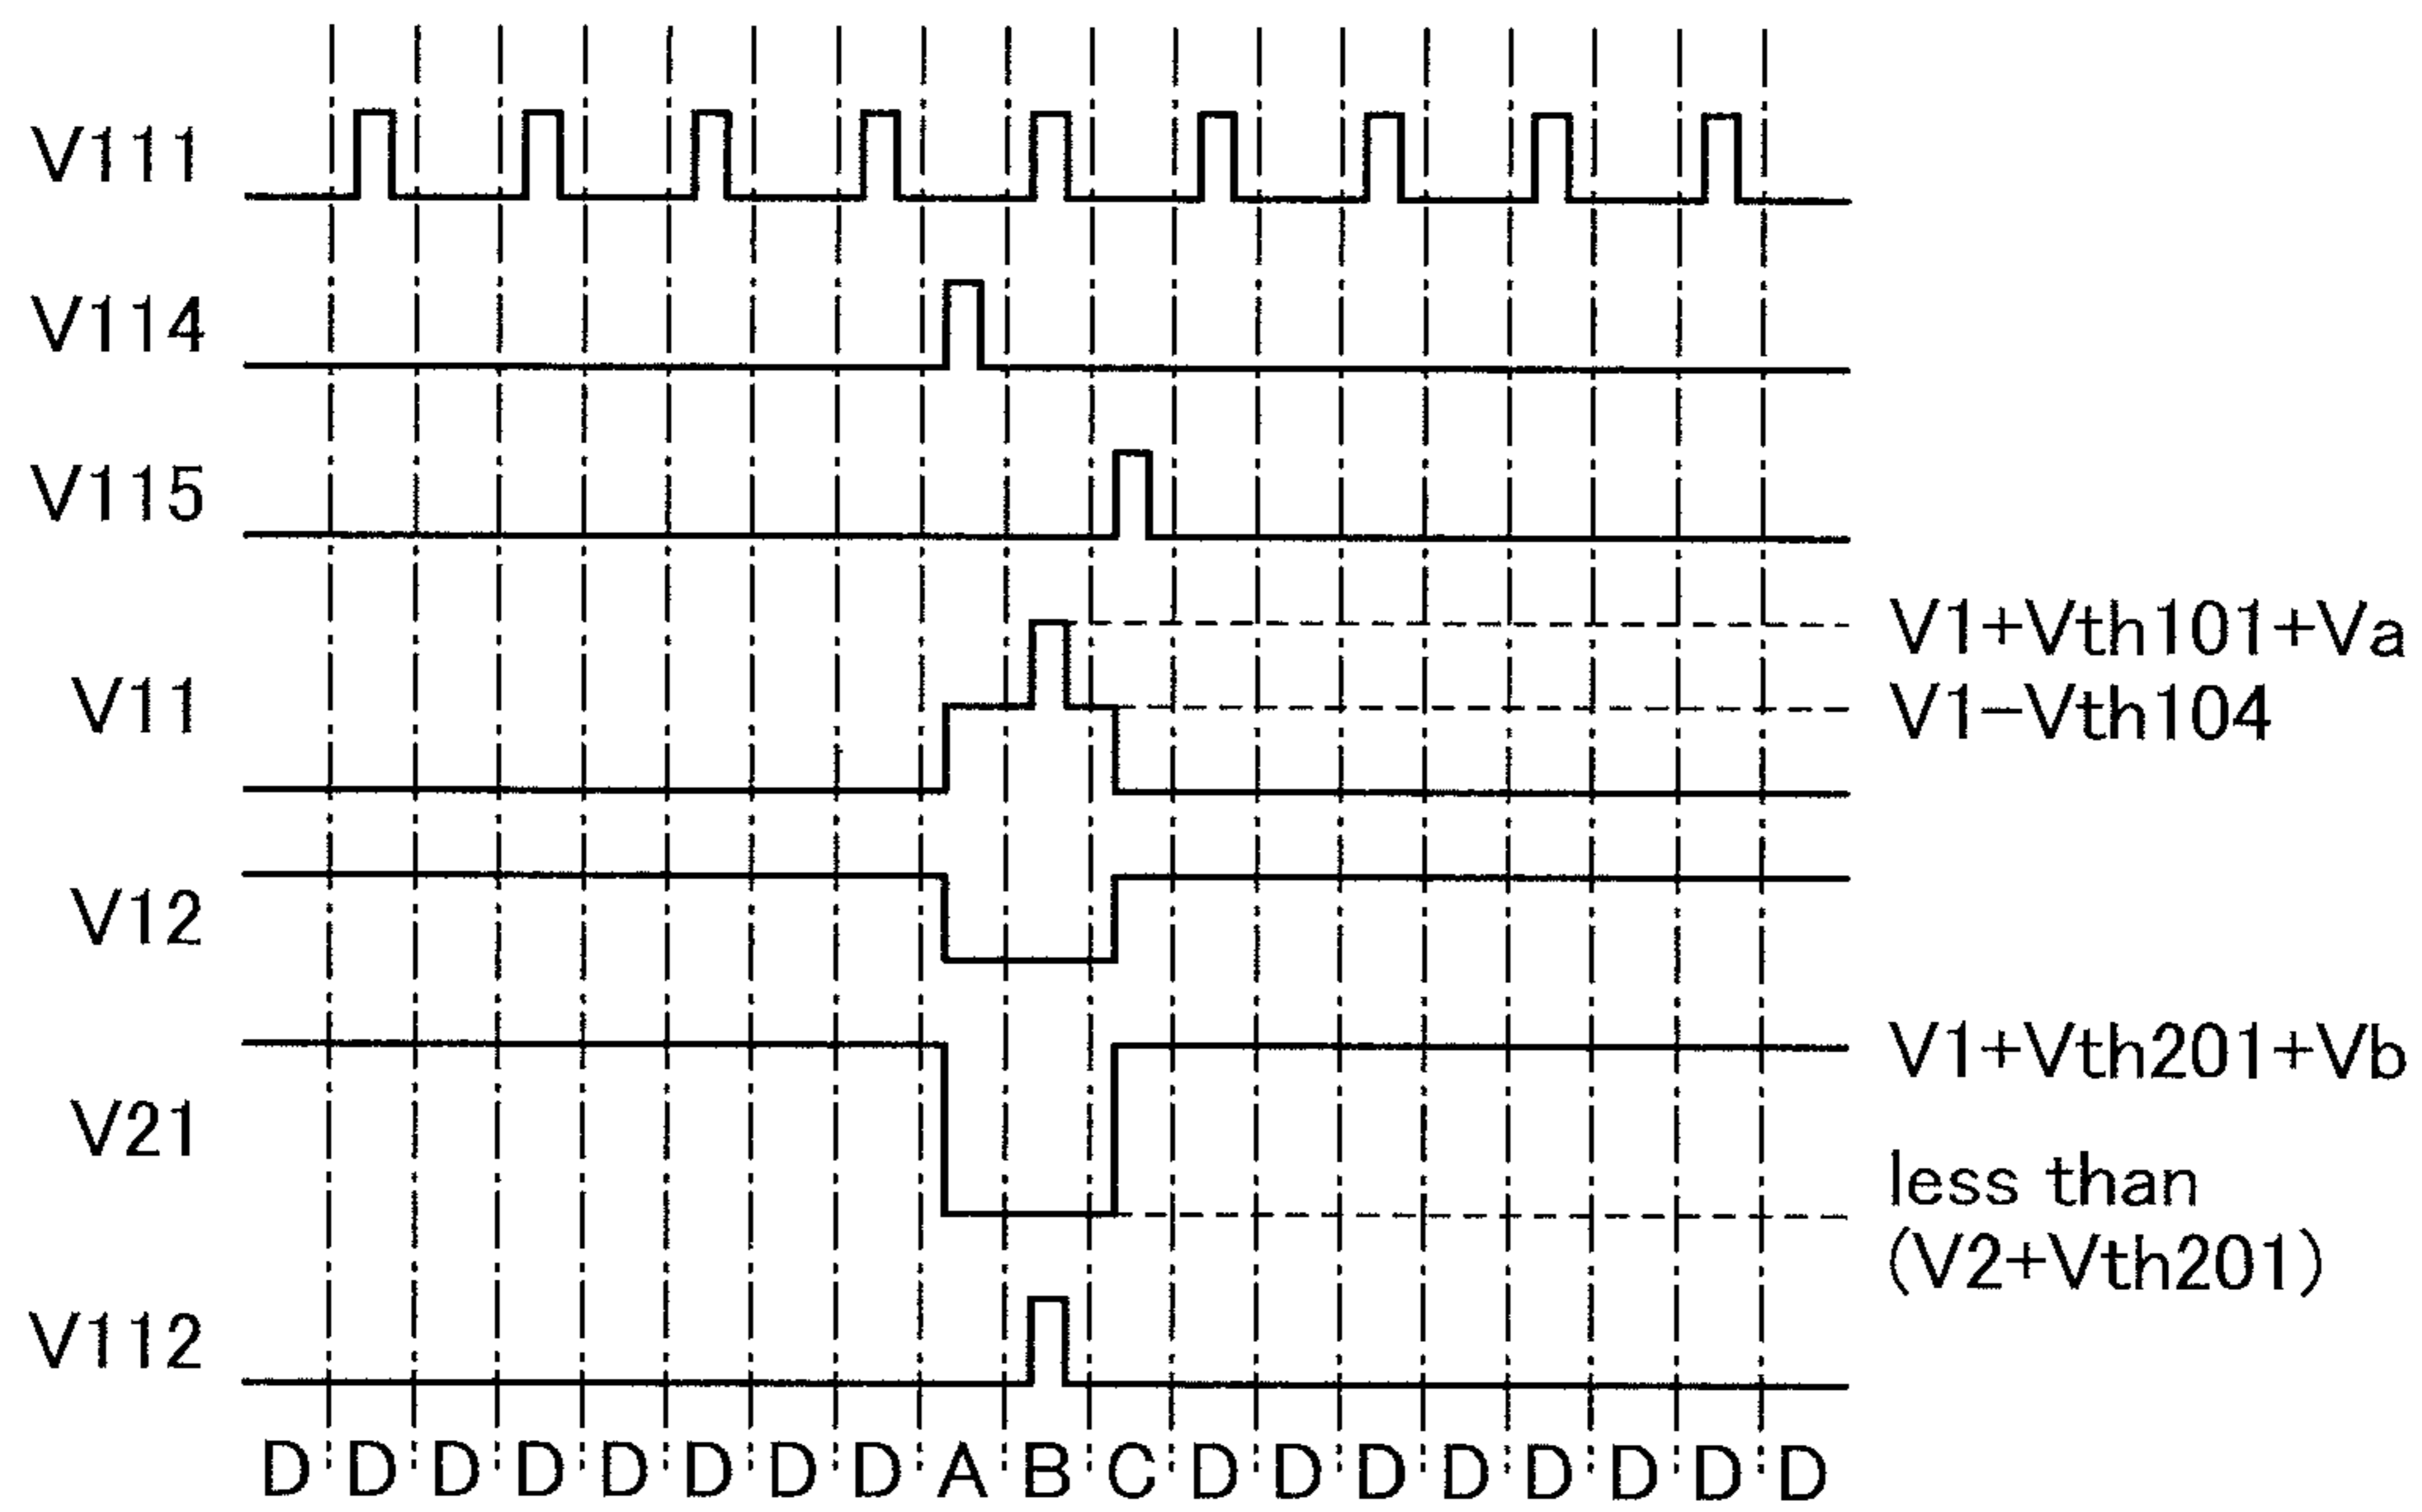 V111
V114
V115
V11
V1+Vth101+Va
V1−Vth104
V12
V21
V1+Vth201+Vb
less than
(V2+Vth201)
V112
D D D D D D D D A B C D D D D D D D D